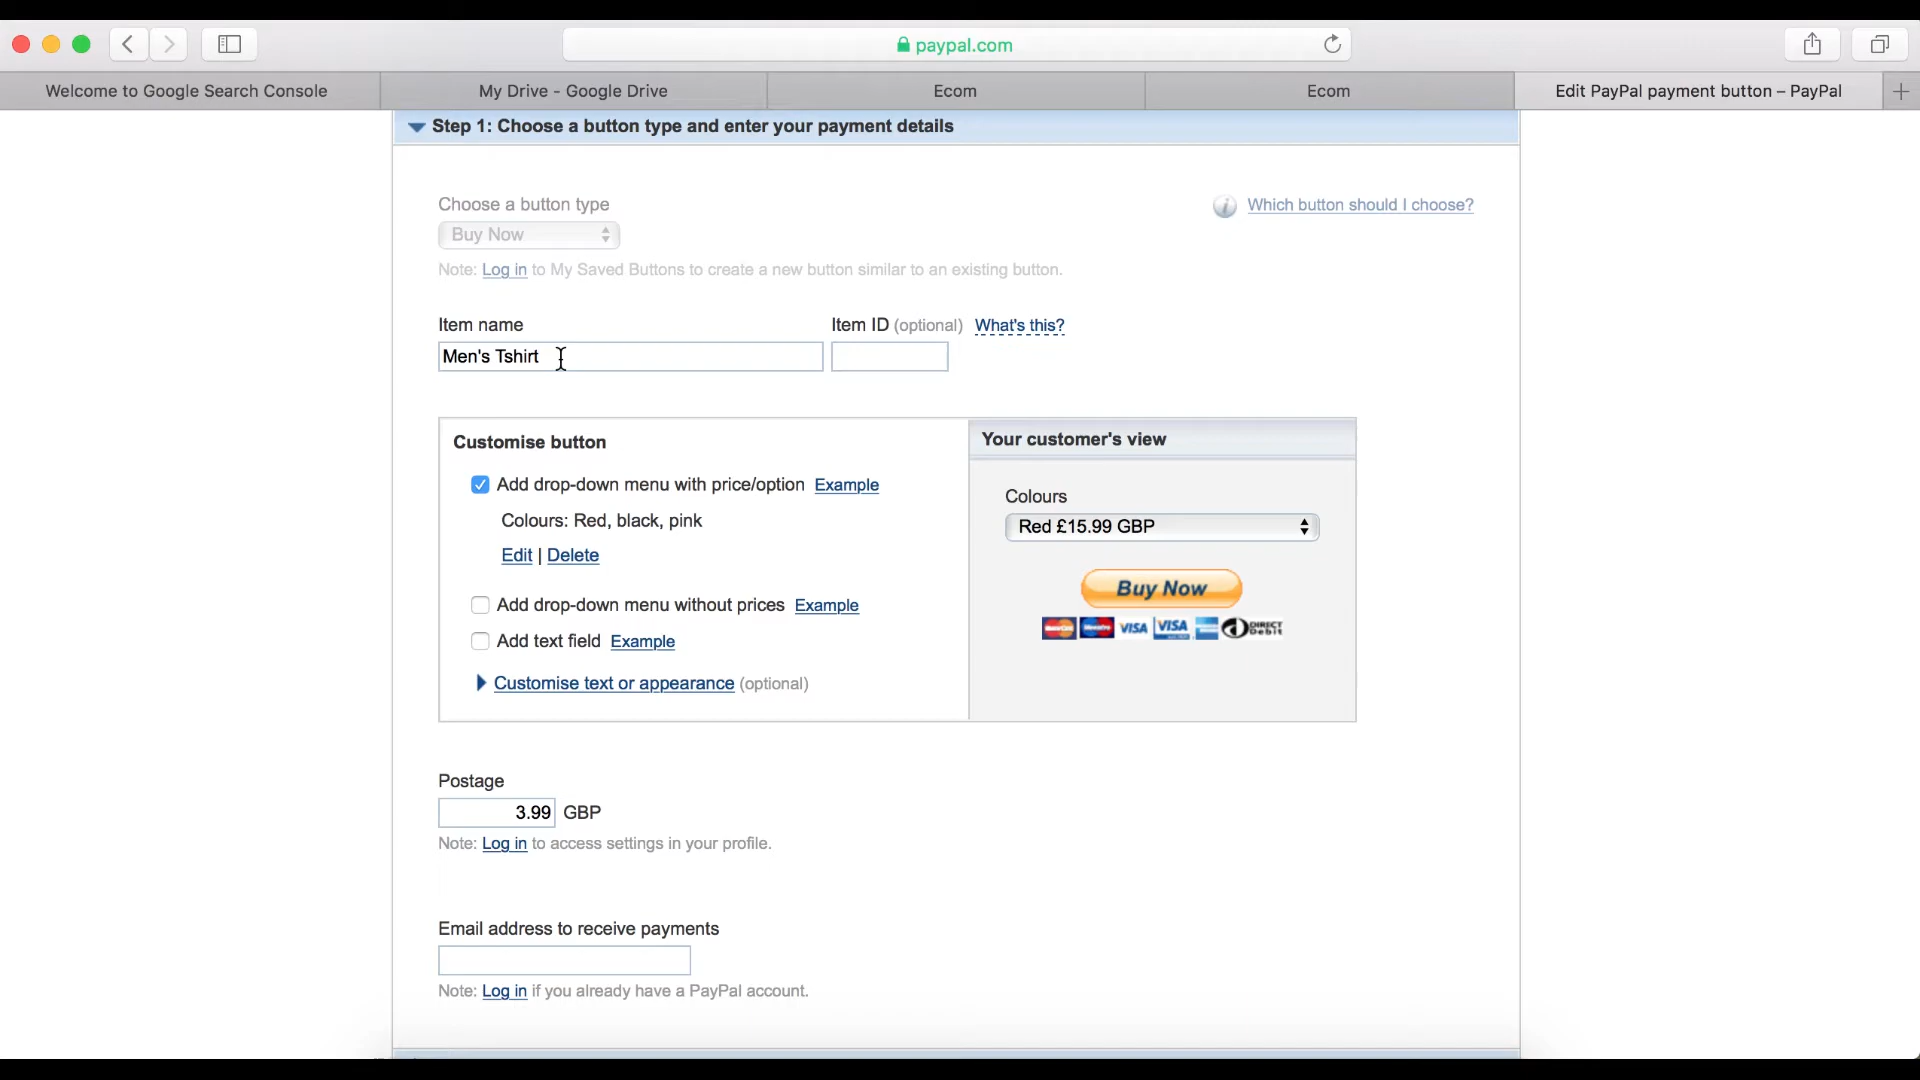 paypal.com
Welcome to Google Search Console
My Drive - Google Drive
Ecom
Ecom
Edit PayPal payment button – PayPal
Step 1: Choose a button type and enter your payment details
Choose a button type
Which button should I choose?
Buy Now
Note: Log in to My Saved Buttons to create a new button similar to an existing button.
Item name
Item ID (optional) What's this?
Men's Tshirt
Customise button
Your customer's view
Add drop-down menu with price/option Example
Colours: Red, black, pink
Edit | Delete
Add drop-down menu without prices Example
Add text field Example
Customise text or appearance (optional)
Colours
Red £15.99 GBP
Buy Now
VISA
VISA
DIRECT
Debit
Postage
3.99 GBP
Note: Log in to access settings in your profile.
Email address to receive payments
Note: Log in if you already have a PayPal account.